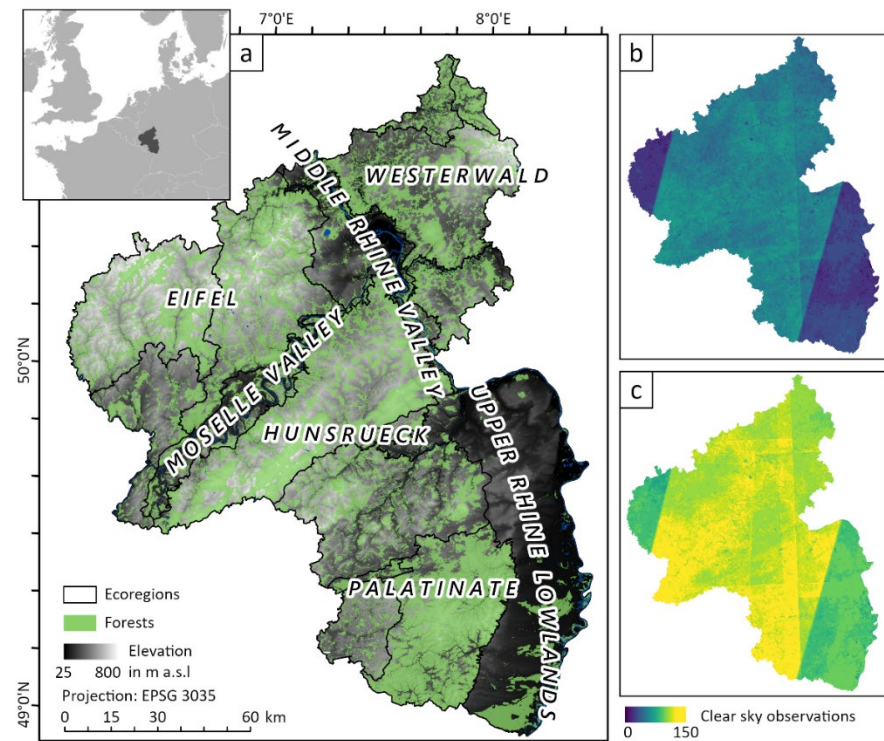 7°0'E
8°0'E
a
b
MIDDLE RHINE VALLEY
WESTERWALD
EIFEL
50°0'N
MOSELLE VALLEY
UPPER RHINE LOWLANDS
c
HUNSRUECK
PALATINATE
Ecoregions
Forests
Elevation
25 800 in m a.s.l
Projection: EPSG 3035
49°0'N
0 15 30 60 km
Clear sky observations
0 150